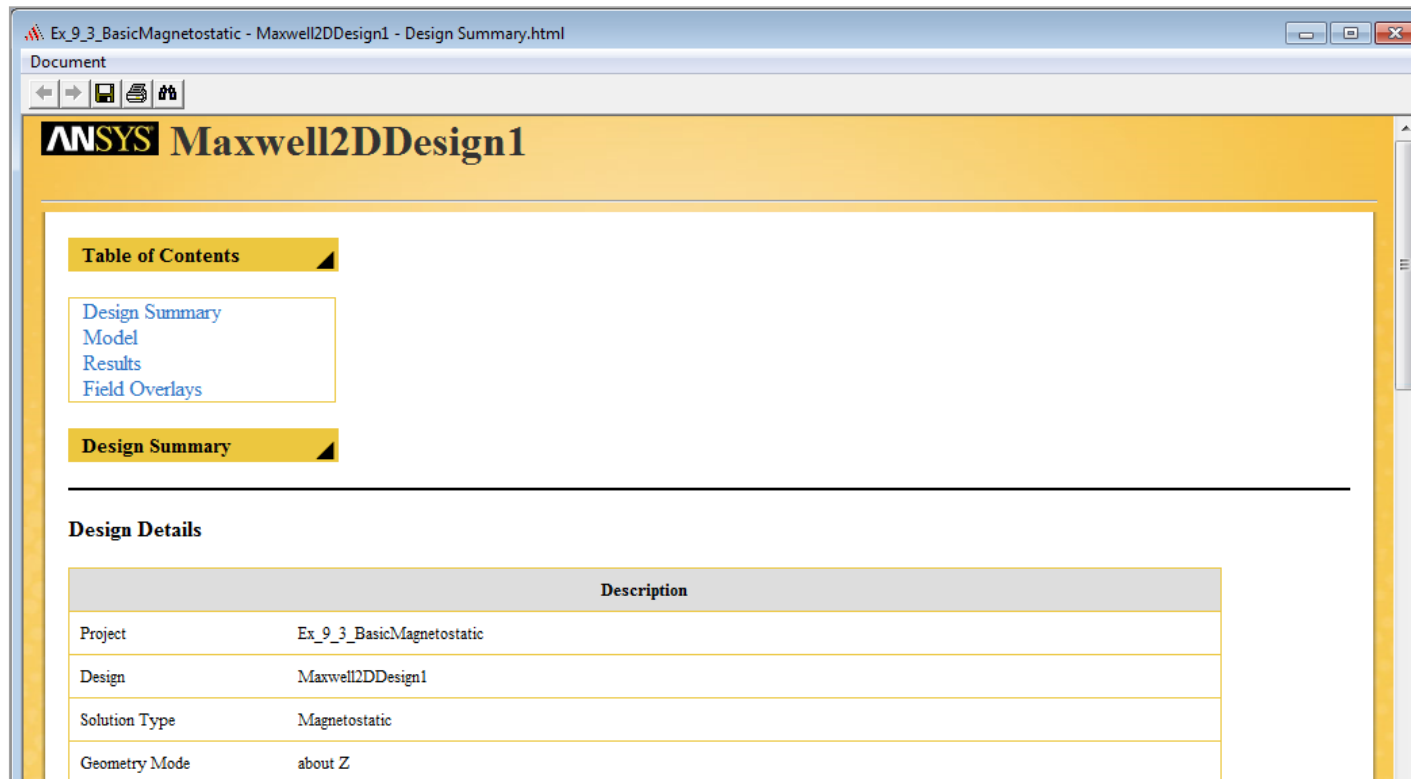 Ex_9_3_BasicMagnetostatic - Maxwell2DDesign1 - Design Summary.html
Document
ANSYS Maxwell2DDesign1
Table of Contents
Design Summary
Model
Results
Field Overlays
Design Summary
Design Details
Description
Project Ex_9_3_BasicMagnetostatic
Design Maxwell2DDesign1
Solution Type Magnetostatic
Geometry Mode about Z